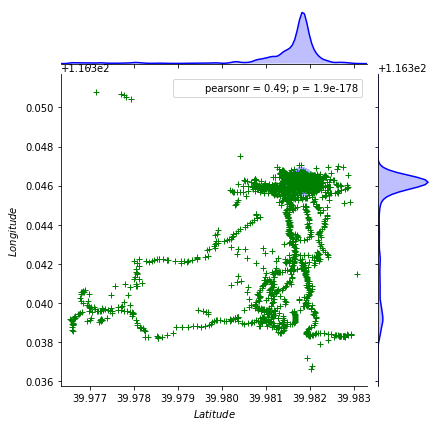 +1.163e2
+1.163e2
pearsonr = 0.49; p = 1.9e-178
0.050
0.048
0.046
0.044
0.042
0.040
0.038
0.036
Longitude
39.977 39.978 39.979 39.980 39.981 39.982 39.983
Latitude